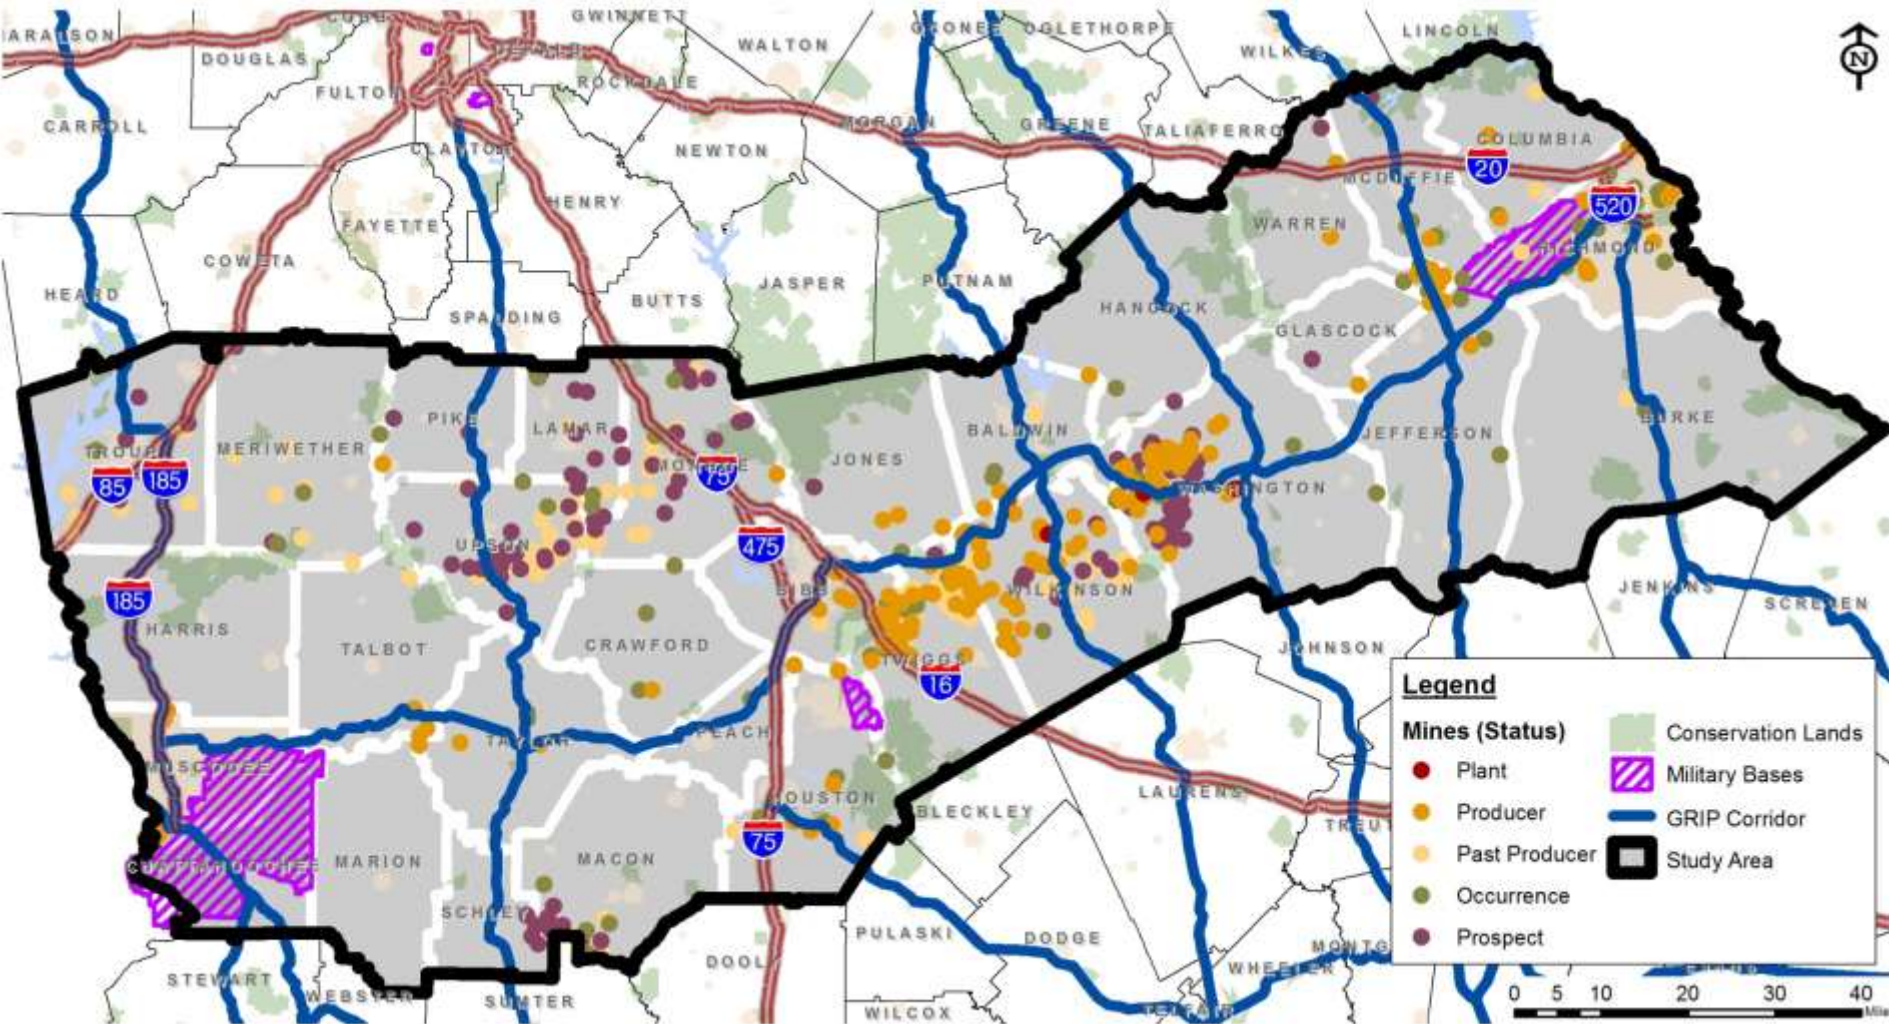 GWINNETT
LINCOLN
OGLETHORPE
WALTON
WILKES
DOUGLAS
ROCKDALE
FULTON
N
CARROLL
MORGAN
GREENE
TALIAFERRO
COLUMBIA
CLAYTON
NEWTON
20
MCDUFFIE
HENRY
520
FAYETTE
WARREN
RICHMOND
COWETA
HEARD
BUTTS
JASPER
PUTNAM
HANCOCK
SPALDING
GLASCOCK
PIKE
LAMAR
BALDWIN
JEFFERSON
BURKE
TROUP
MERIWETHER
MONROE
JONES
85
185
75
WASHINGTON
UPSON
475
185
BIBB
WILKINSON
JENKINS
SCREVEN
HARRIS
TALBOT
CRAWFORD
TWIGGS
JOHNSON
16
TAYLOR
PEACH
MUSCOGEE
HOUSTON
BLECKLEY
LAURENS
TREUT
75
CHATTAHOOCHEE
MARION
MACON
SCHLEY
PULASKI
DODGE
MONTG
DOOL
WHEELER
STEWART
WEBSTER
SUMTER
WILCOX
TELFAIR
Legend
Mines (Status)
Plant
Producer
Past Producer
Occurrence
Prospect
Conservation Lands
Military Bases
GRIP Corridor
Study Area
0 5 10 20 30 40